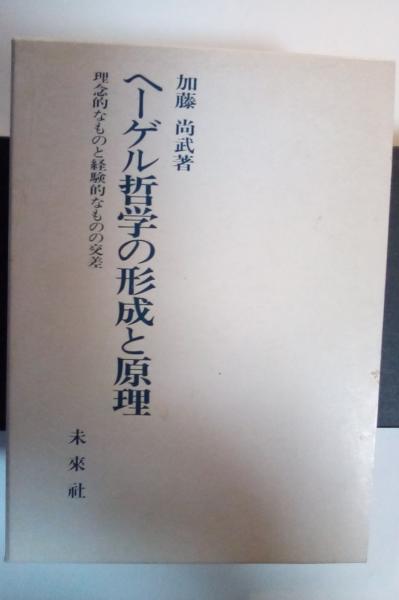 加藤 尚武著
ヘーゲル哲学の形成と原理
理念的なものと経験的なものの交差
未來社